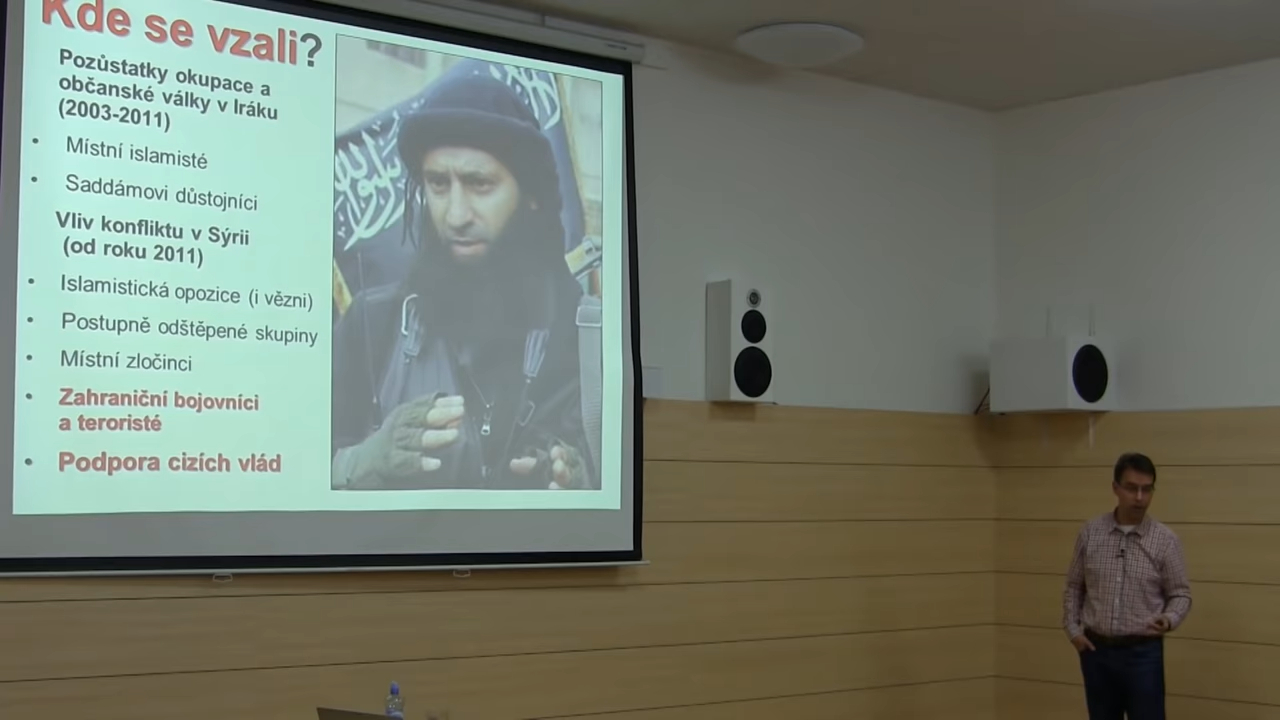 Kde se vzali?
Pozůstatky okupace a
občanské války v Iráku
(2003-2011)
• Místní islamisté
• Saddámovi důstojníci
Vliv konfliktu v Sýrii
(od roku 2011)
• Islamistická opozice (i vězni)
• Postupně odštěpené skupiny
• Místní zločinci
• Zahraniční bojovníci
a teroristé
• Podpora cizích vlád